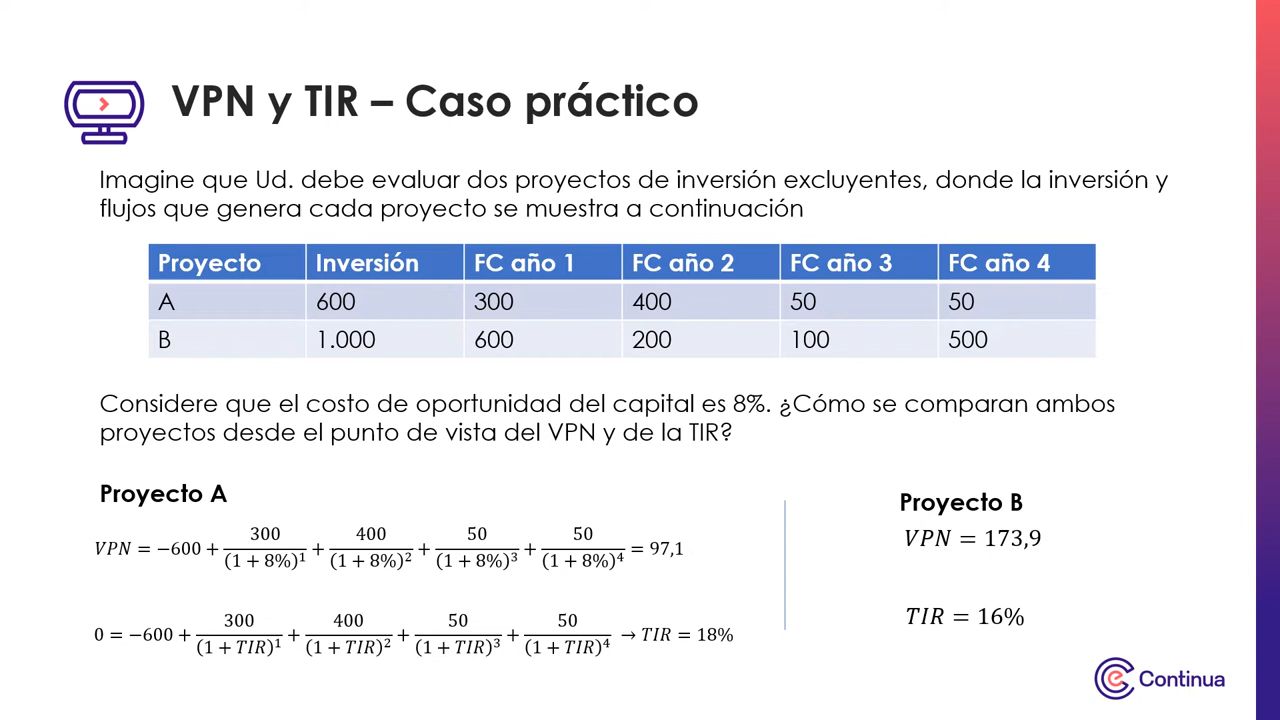 VPN y TIR – Caso práctico
Imagine que Ud. debe evaluar dos proyectos de inversión excluyentes, donde la inversión y
flujos que genera cada proyecto se muestra a continuación
Proyecto Inversión FC año 1 FC año 2 FC año 3 FC año 4
A 600 300 400 50 50
B 1.000 600 200 100 500
Considere que el costo de oportunidad del capital es 8%. ¿Cómo se comparan ambos
proyectos desde el punto de vista del VPN y de la TIR?
Proyecto A
VPN = −600 + 300/(1 + 8%)^1 + 400/(1 + 8%)^2 + 50/(1 + 8%)^3 + 50/(1 + 8%)^4 = 97,1
0 = −600 + 300/(1 + TIR)^1 + 400/(1 + TIR)^2 + 50/(1 + TIR)^3 + 50/(1 + TIR)^4 → TIR = 18%
Proyecto B
VPN = 173,9
TIR = 16%
e Continua